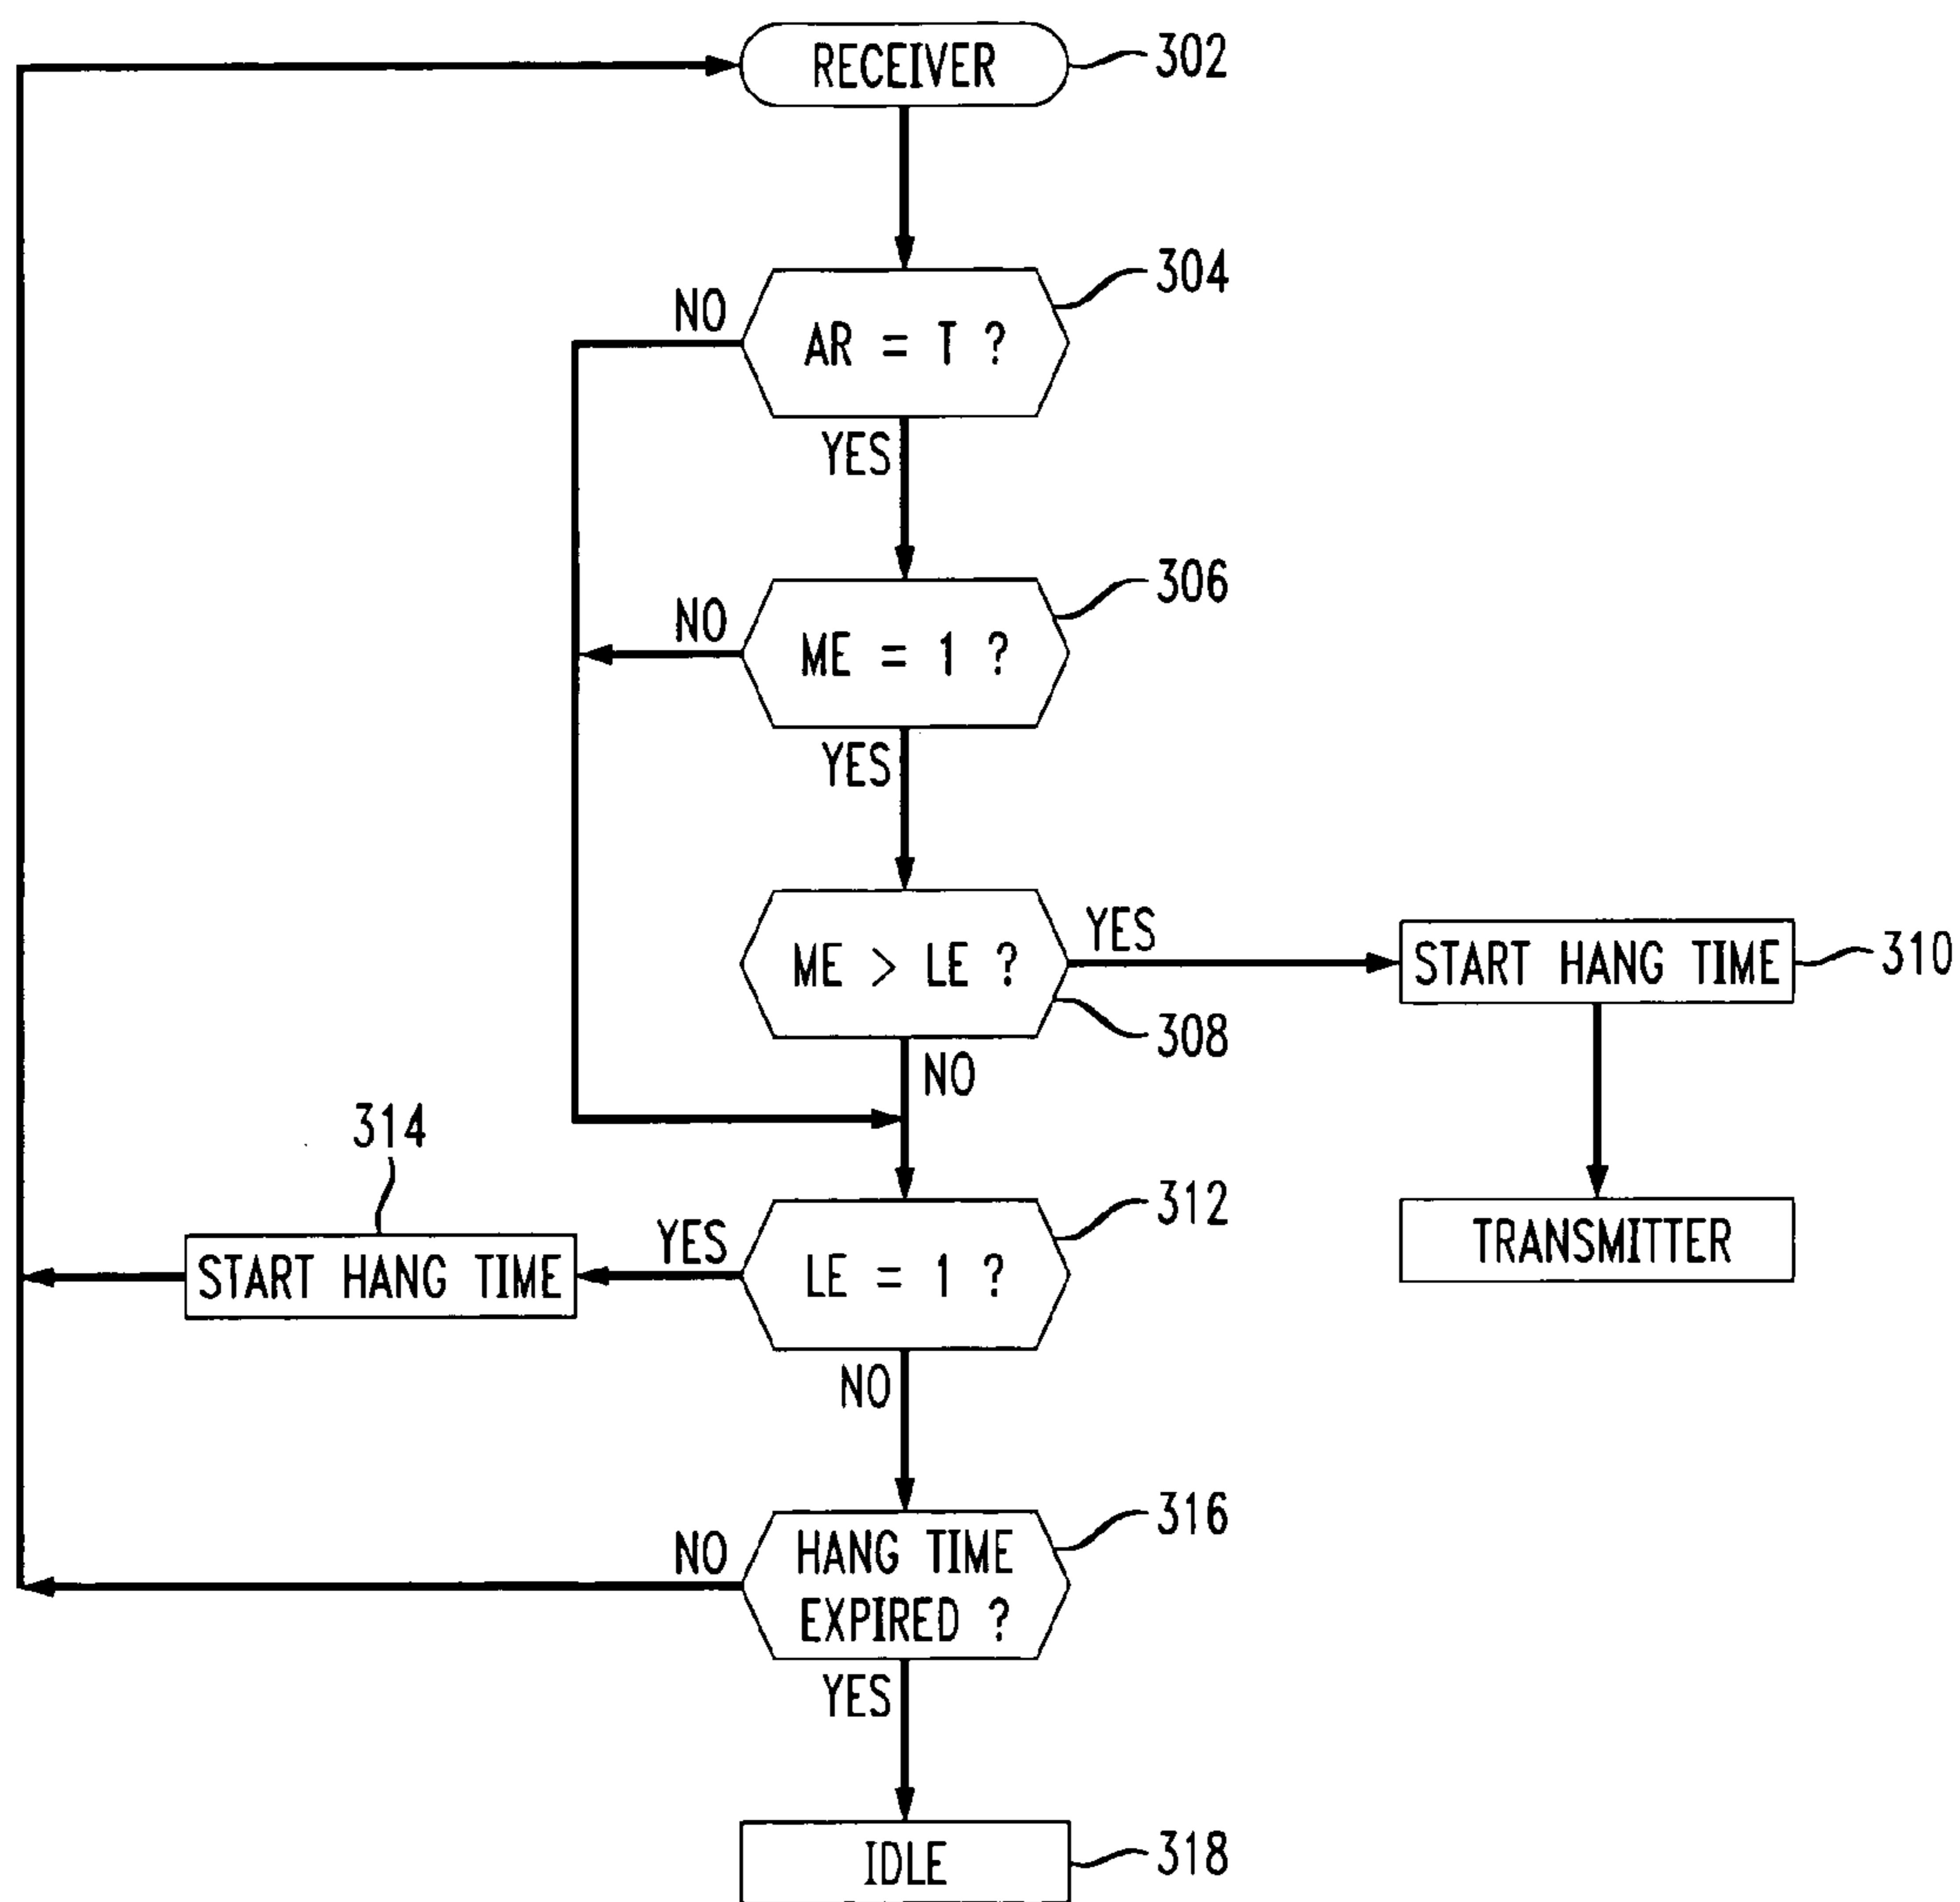 RECEIVER
302
304
NO
AR = T ?
YES
306
NO
ME = 1 ?
YES
ME > LE ?
YES
START HANG TIME
310
308
NO
314
312
YES
START HANG TIME
LE = 1 ?
TRANSMITTER
NO
316
NO
HANG TIME
EXPIRED ?
YES
IDLE
318